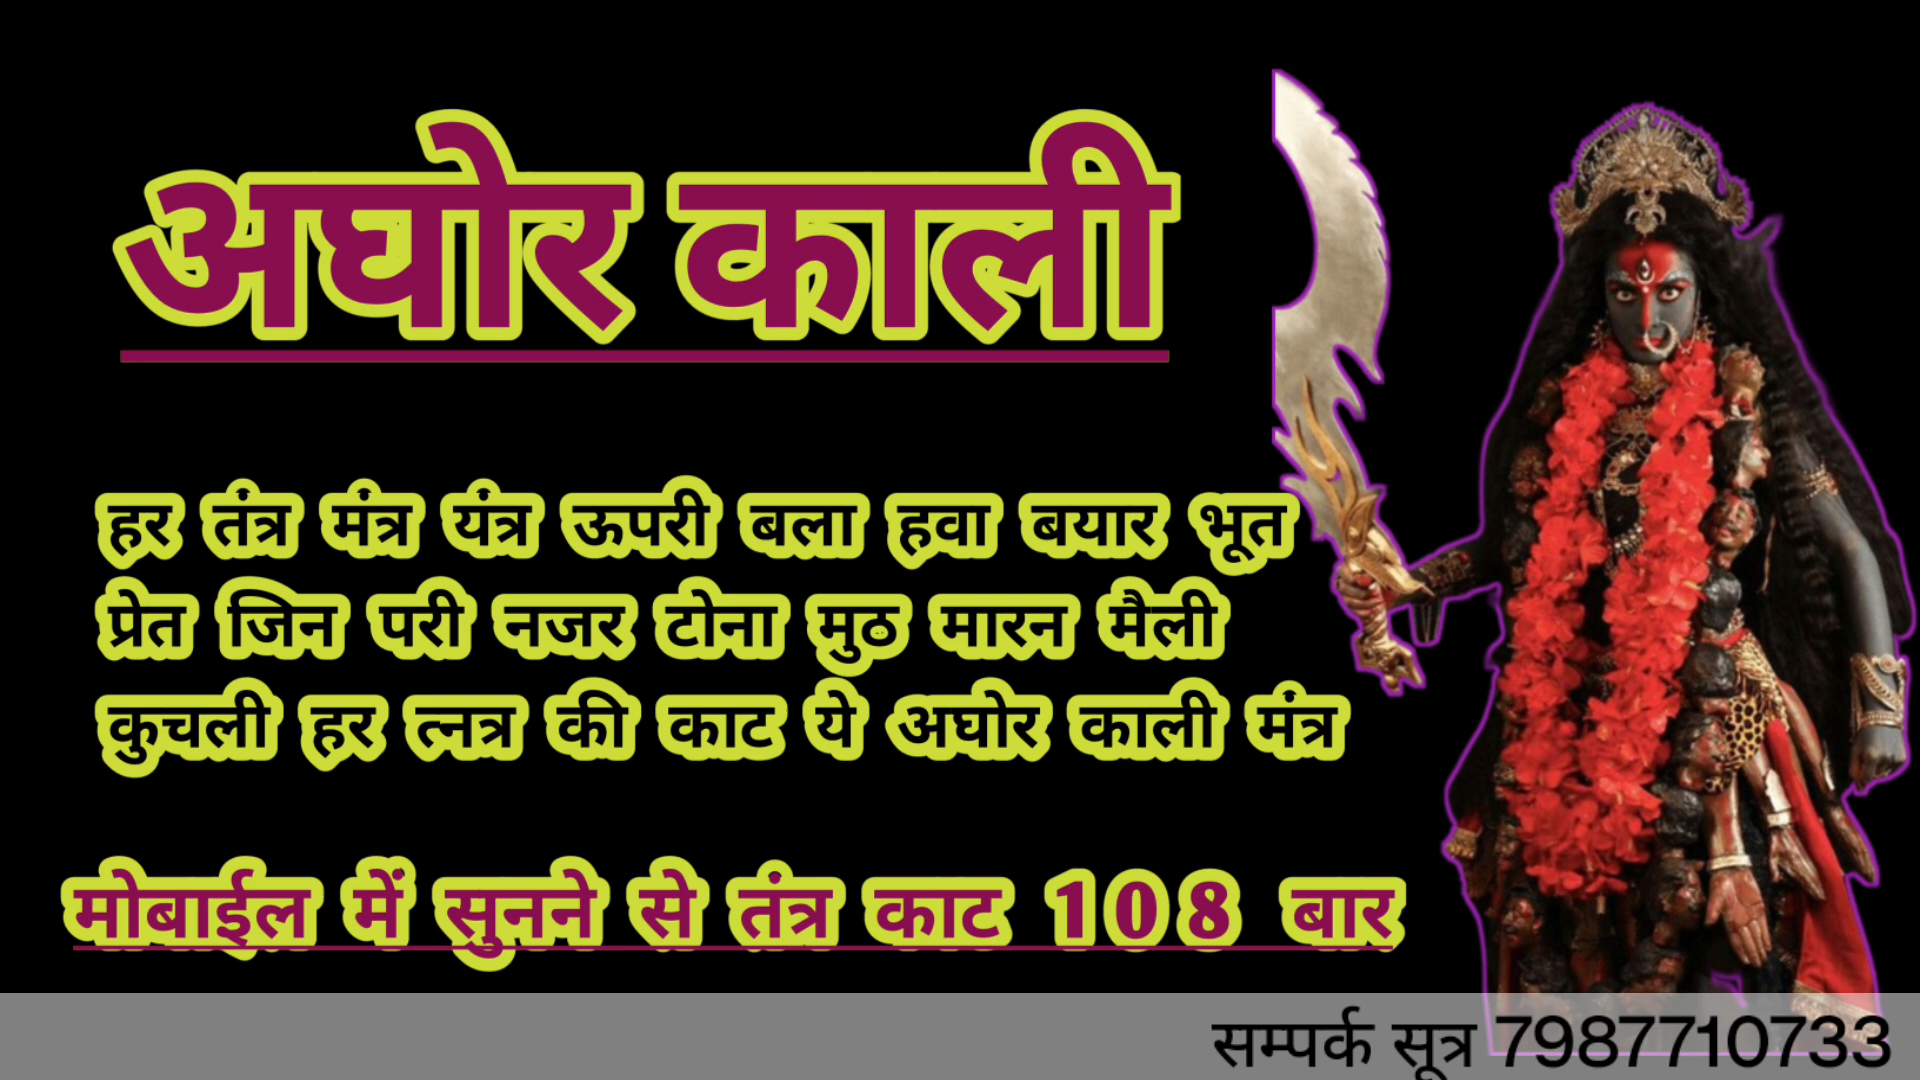 अघोर काली
हर तंत्र मंत्र यंत्र ऊपरी बला हवा बयार भूत
प्रेत जिन परी नजर टोना मुठ मारन मैली
कुचली हर त्नत्र की काट ये अघोर काली मंत्र
मोबाईल में सुनने से तंत्र काट 108 बार
सम्पर्क सूत्र 7987710733